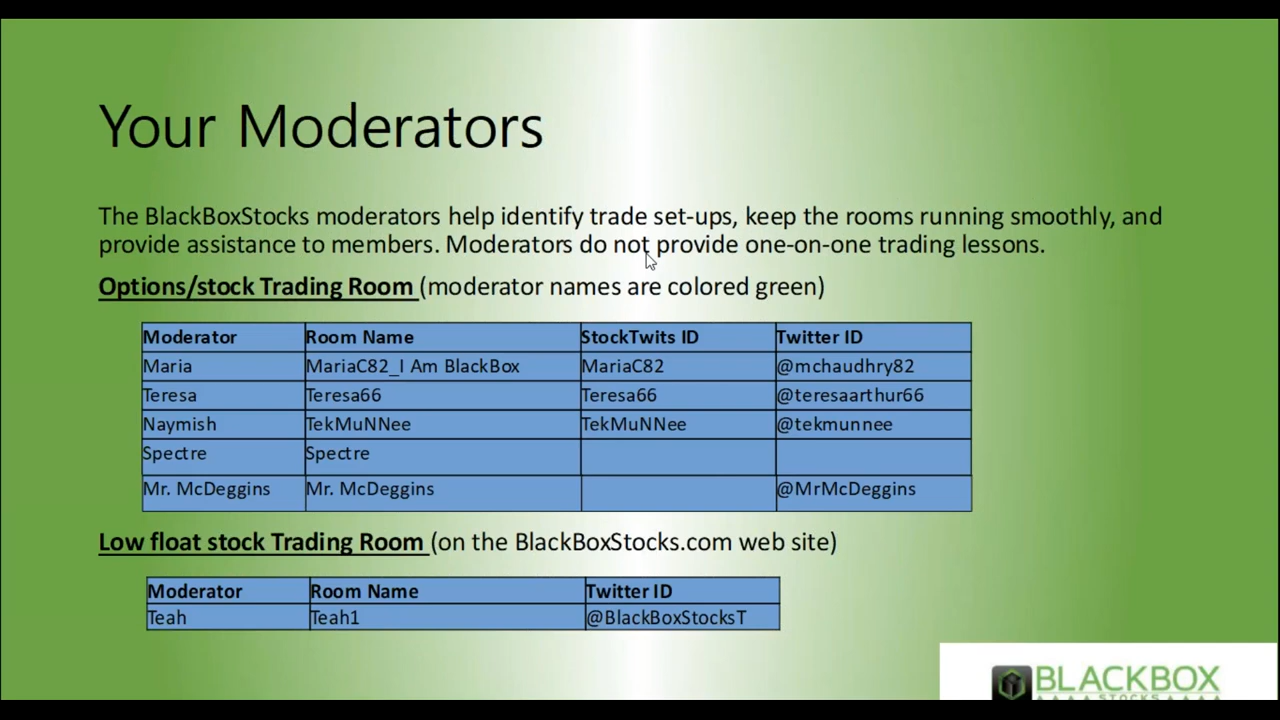 Your Moderators
The BlackBoxStocks moderators help identify trade set-ups, keep the rooms running smoothly, and
provide assistance to members. Moderators do not provide one-on-one trading lessons.
Options/stock Trading Room (moderator names are colored green)
Moderator Room Name StockTwits ID Twitter ID
Maria MariaC82_I Am BlackBox MariaC82 @mchaudhry82
Teresa Teresa66 Teresa66 @teresaarthur66
Naymish TekMuNNee TekMuNNee @tekmunnee
Spectre Spectre
Mr. McDeggins Mr. McDeggins @MrMcDeggins
Low float stock Trading Room (on the BlackBoxStocks.com web site)
Moderator Room Name Twitter ID
Teah Teah1 @BlackBoxStocksT
BLACKBOX
STOCKS